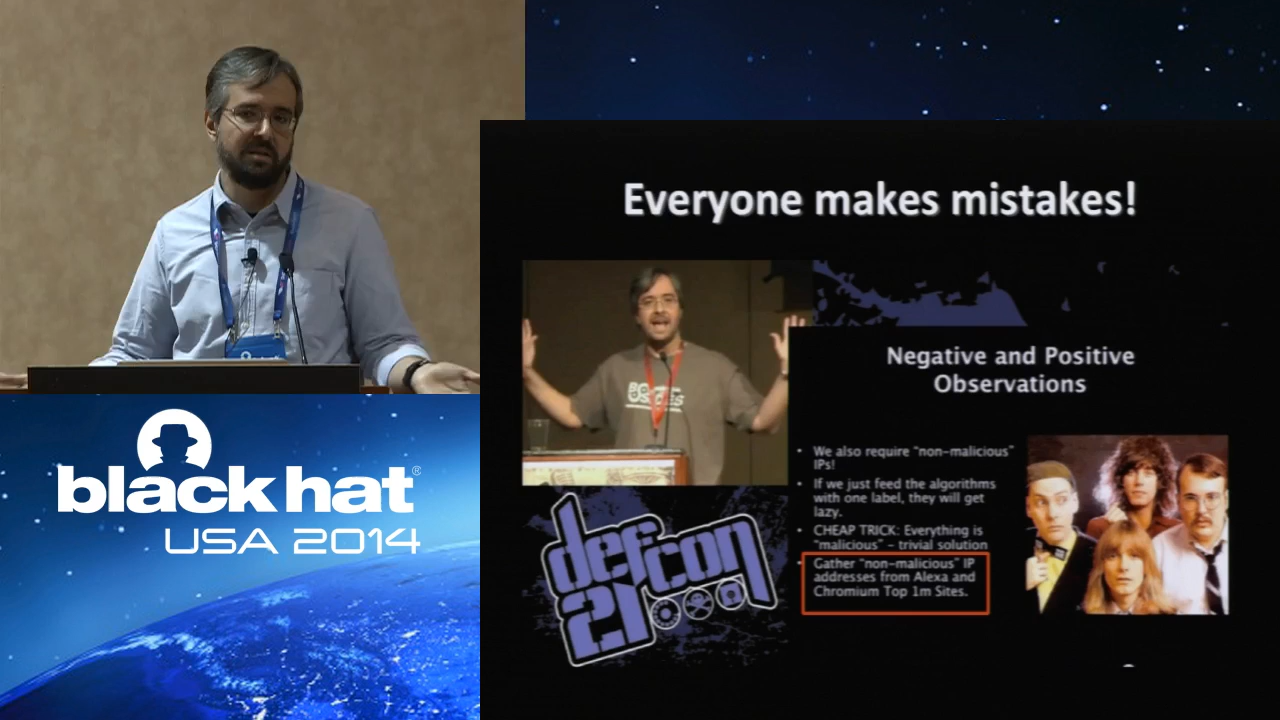 Everyone makes mistakes!
Negative and Positive
Observations
• We also require “non-malicious”
IPs!
• If we just feed the algorithms
with one label, they will get
lazy.
• CHEAP TRICK: Everything is
“malicious” – trivial solution
• Gather “non-malicious” IP
addresses from Alexa and
Chromium Top 1m Sites.
defcon
21
black hat®
USA 2014